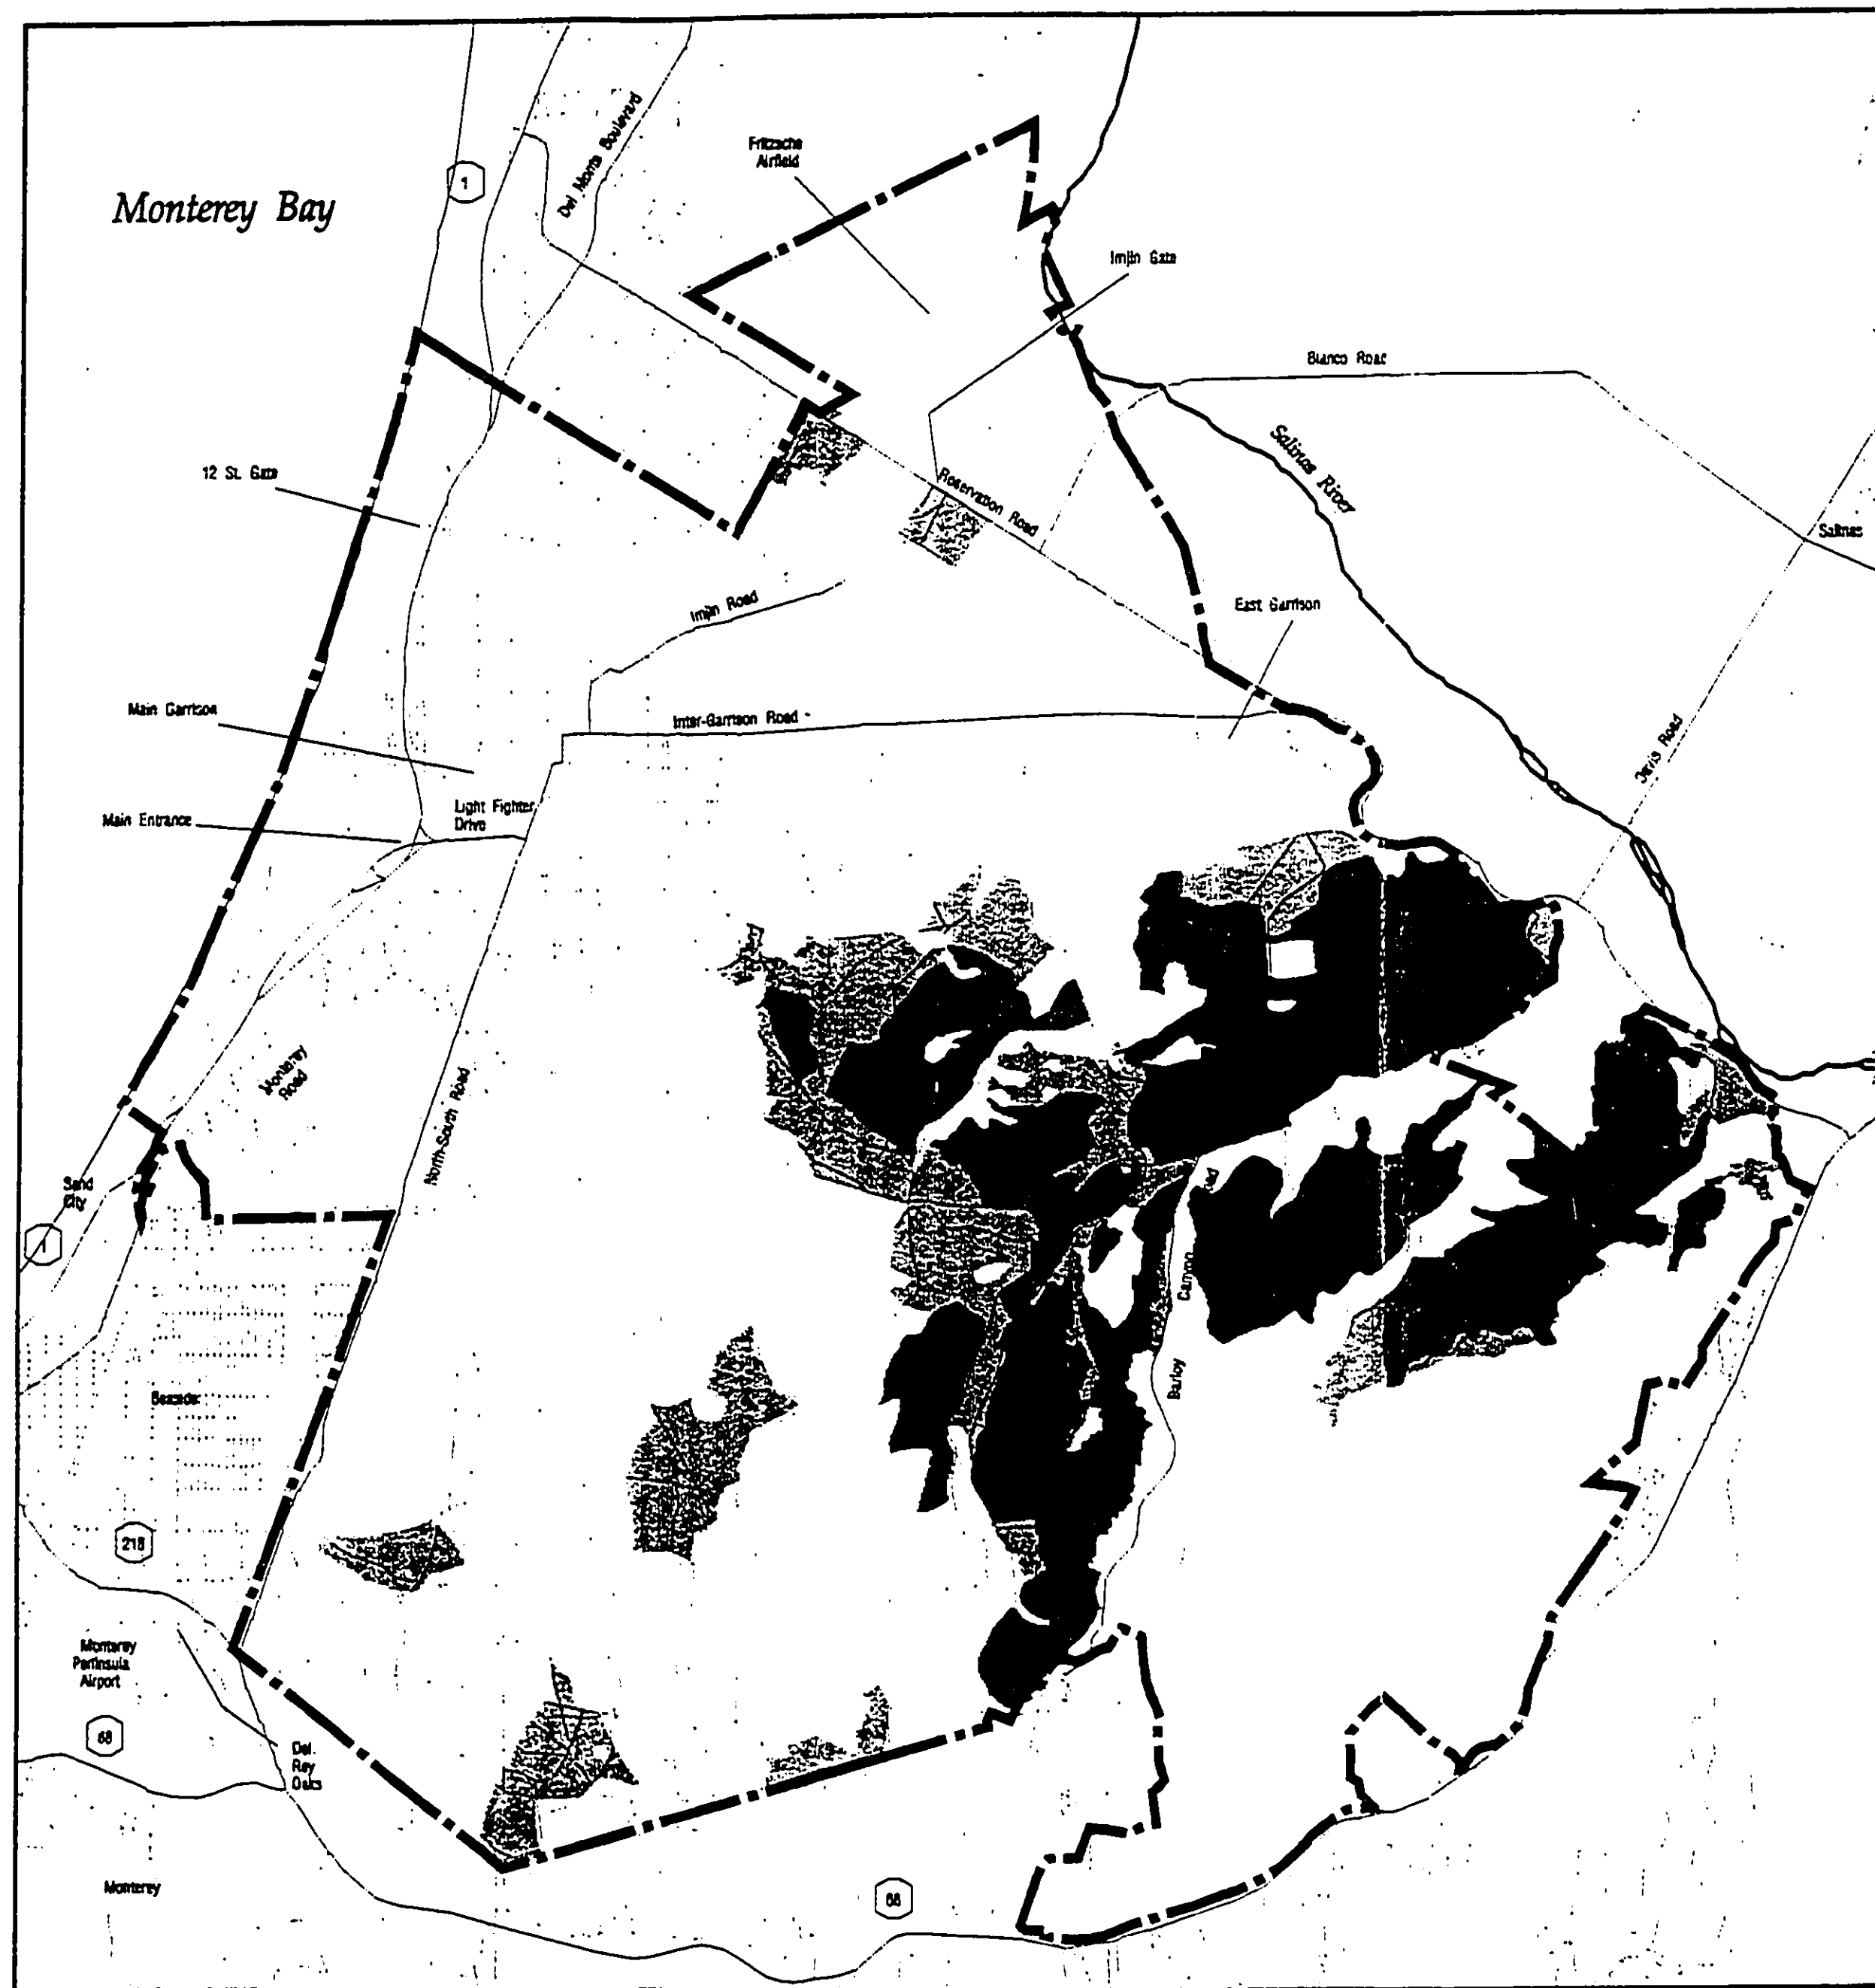 Monterey Bay
1
Del Monte Boulevard
Fritzsche
Airfield
Imjin Gate
Blanco Road
12 St. Gate
Salinas River
Reservation Road
Salinas
Imjin Road
East Garrison
Main Garrison
Inter-Garrison Road
Davis Road
Main Entrance
Light Fighter
Drive
Monterey
Road
North-South Road
Sand
City
1
Barloy Canyon Road
Seaside
218
Monterey
Peninsula
Airport
68
Del
Rey
Oaks
Monterey
68